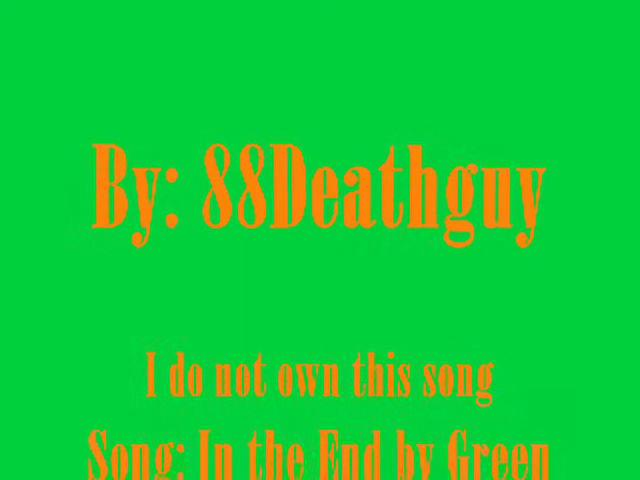 By: 88Deathguy
I do not own this song
Song: In the End by Green